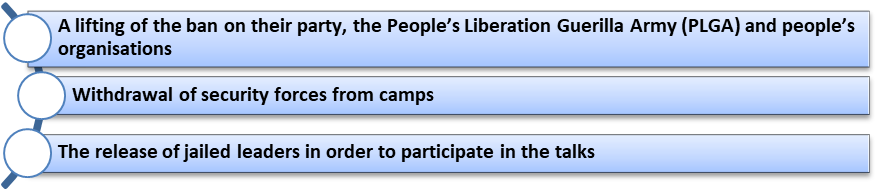 A lifting of the ban on their party, the People’s Liberation Guerilla Army (PLGA) and people’s
organisations
Withdrawal of security forces from camps
The release of jailed leaders in order to participate in the talks